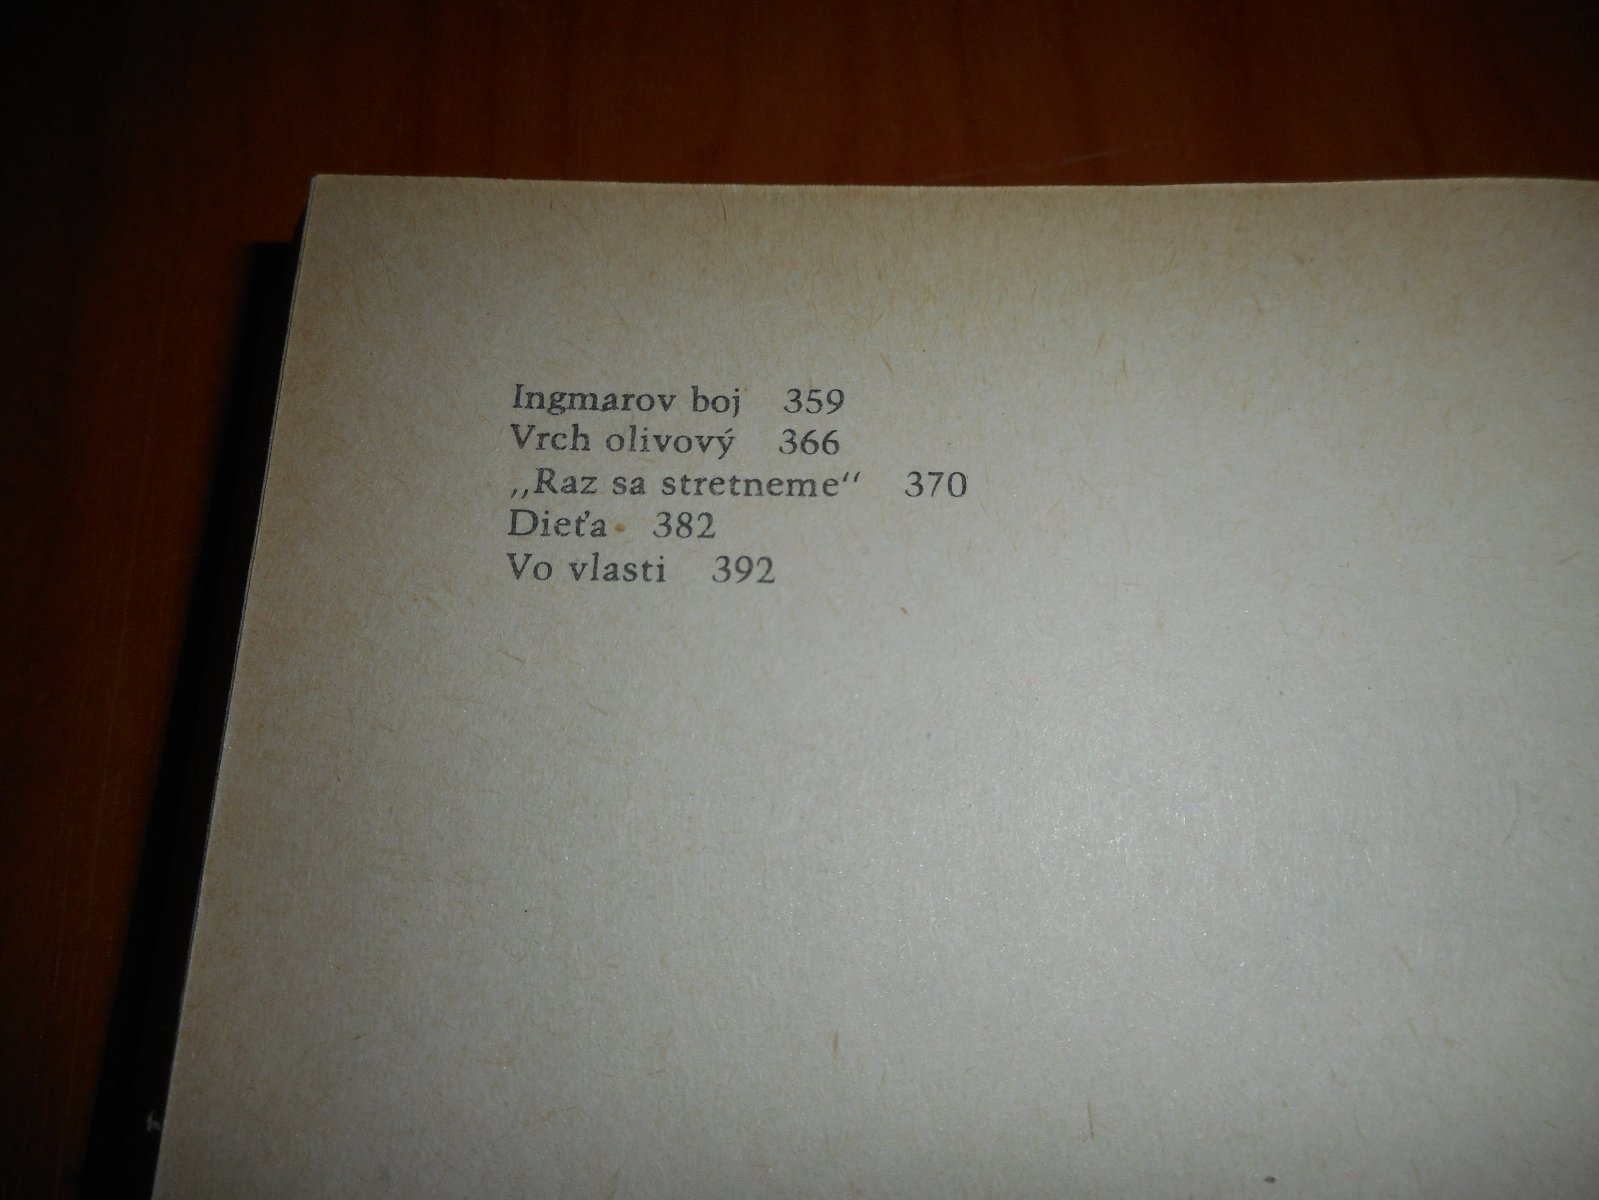 Ingmarov boj 359
Vrch olivový 366
„Raz sa stretneme“ 370
Dieťa 382
Vo vlasti 392